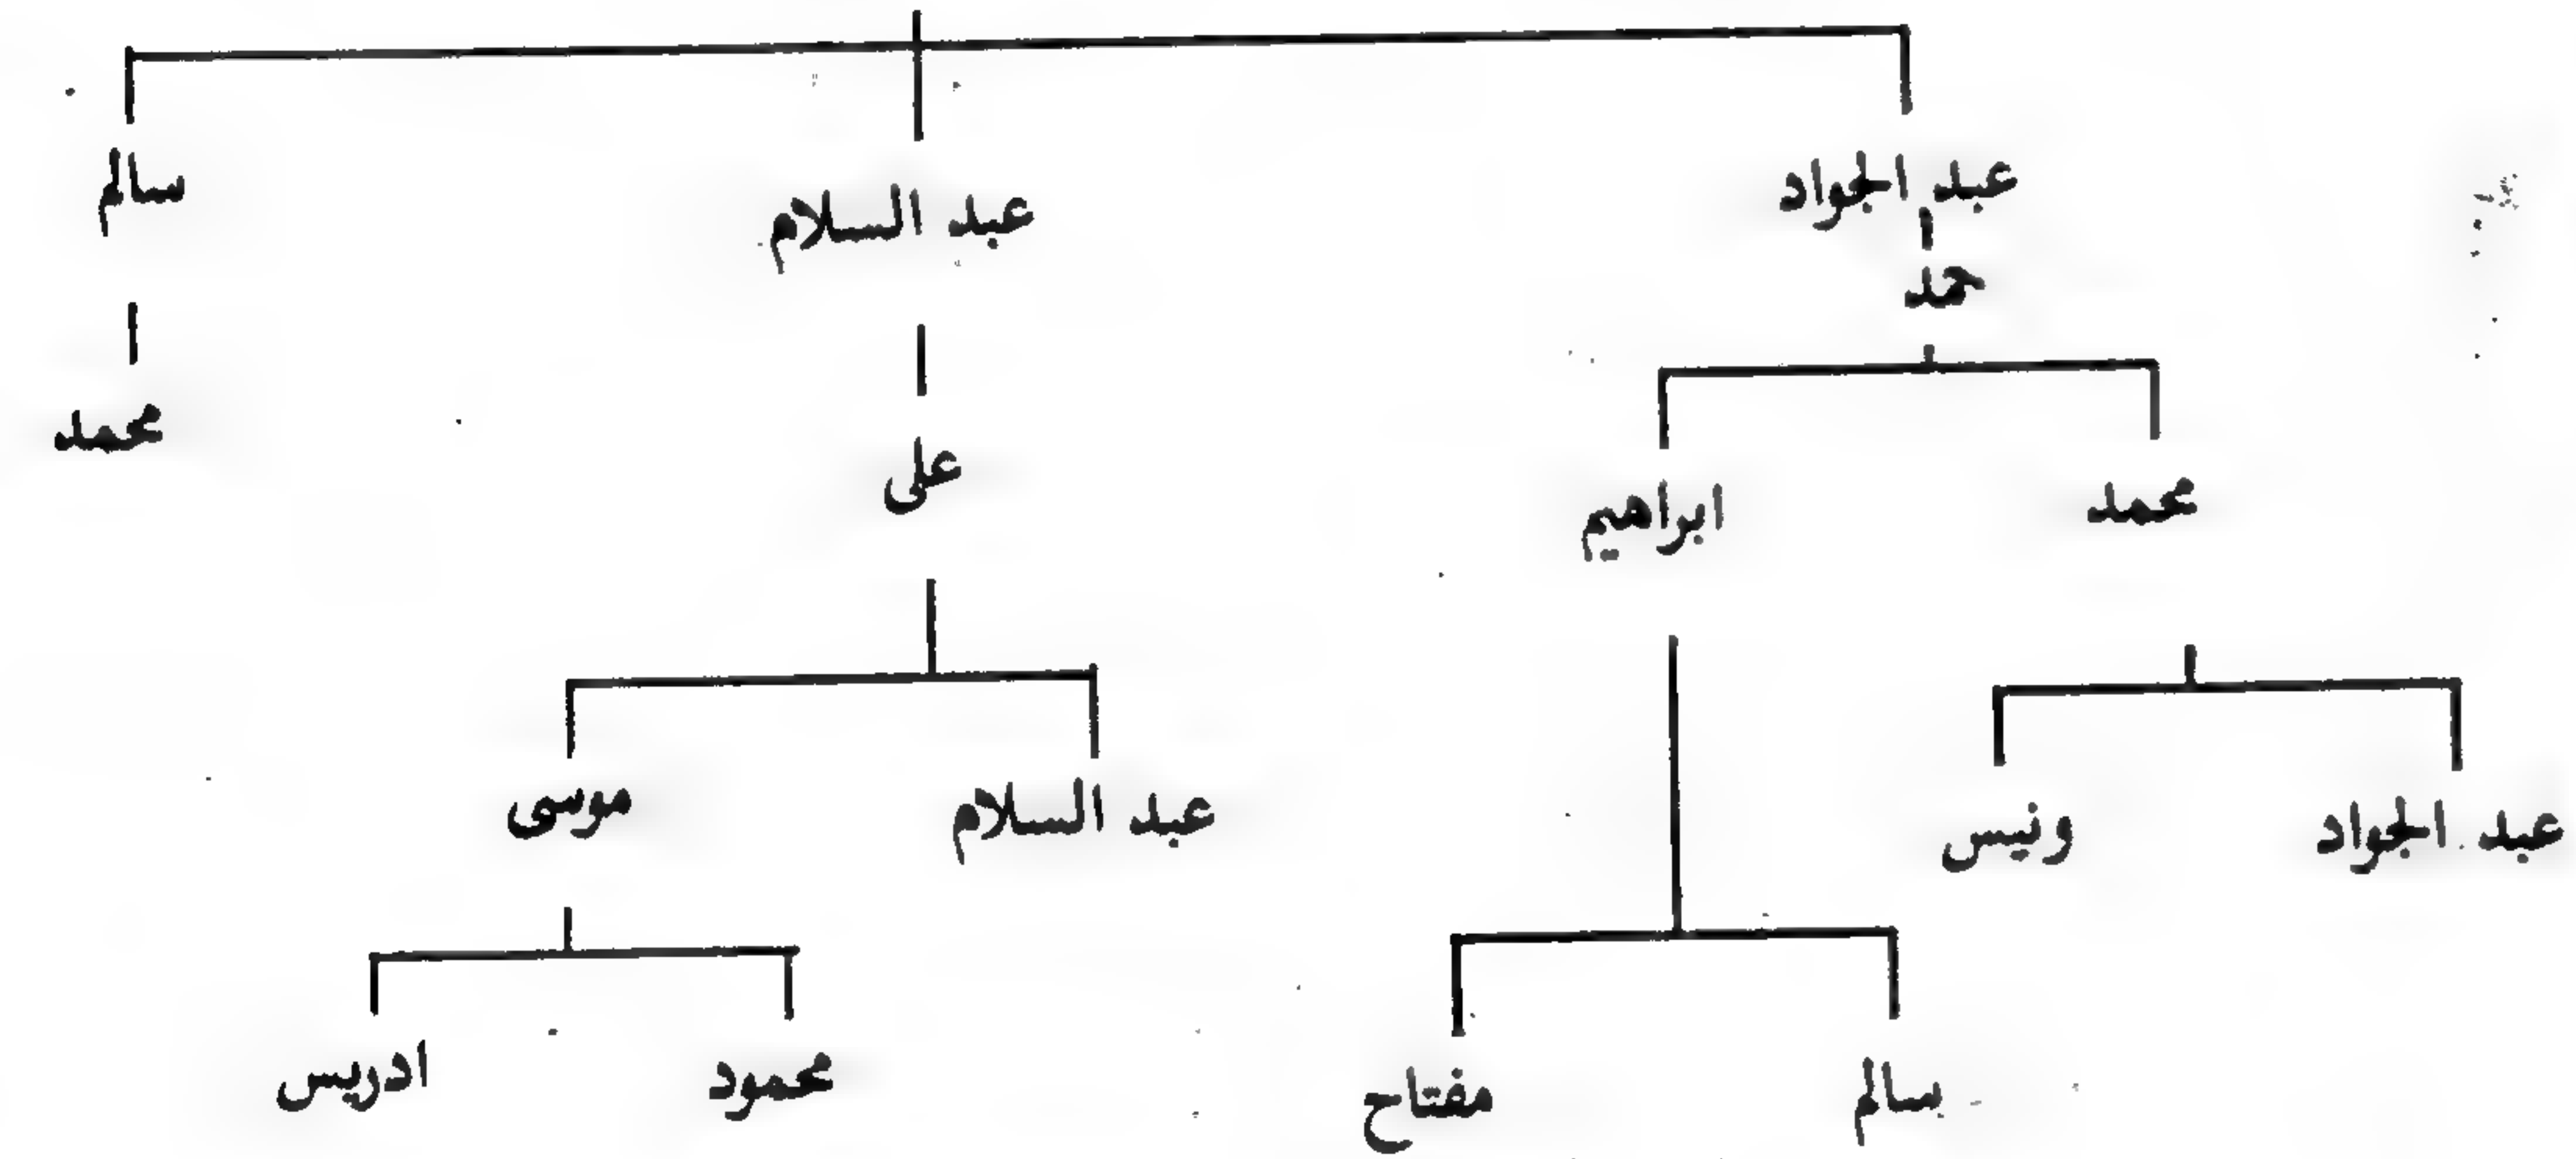 عبد الجواد عبد السلام سالم
حمد
محمد
على
محمد ابراهيم
عبد السلام موسى
عبد الجواد ونيس
سالم مفتاح
محمود ادريس